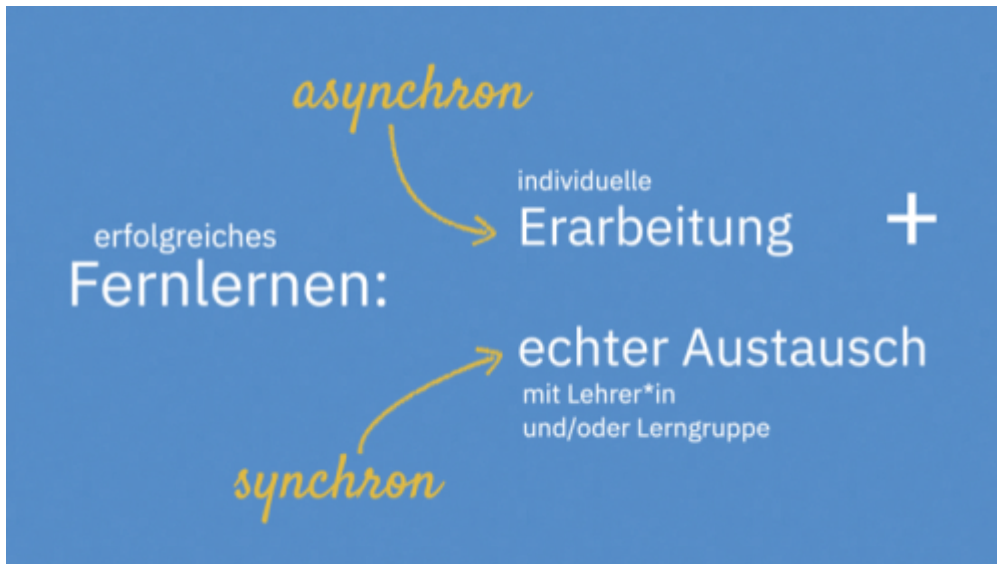 asynchron
erfolgreiches
Fernlernen:
individuelle
Erarbeitung +
echter Austausch
mit Lehrer*in
und/oder Lerngruppe
synchron